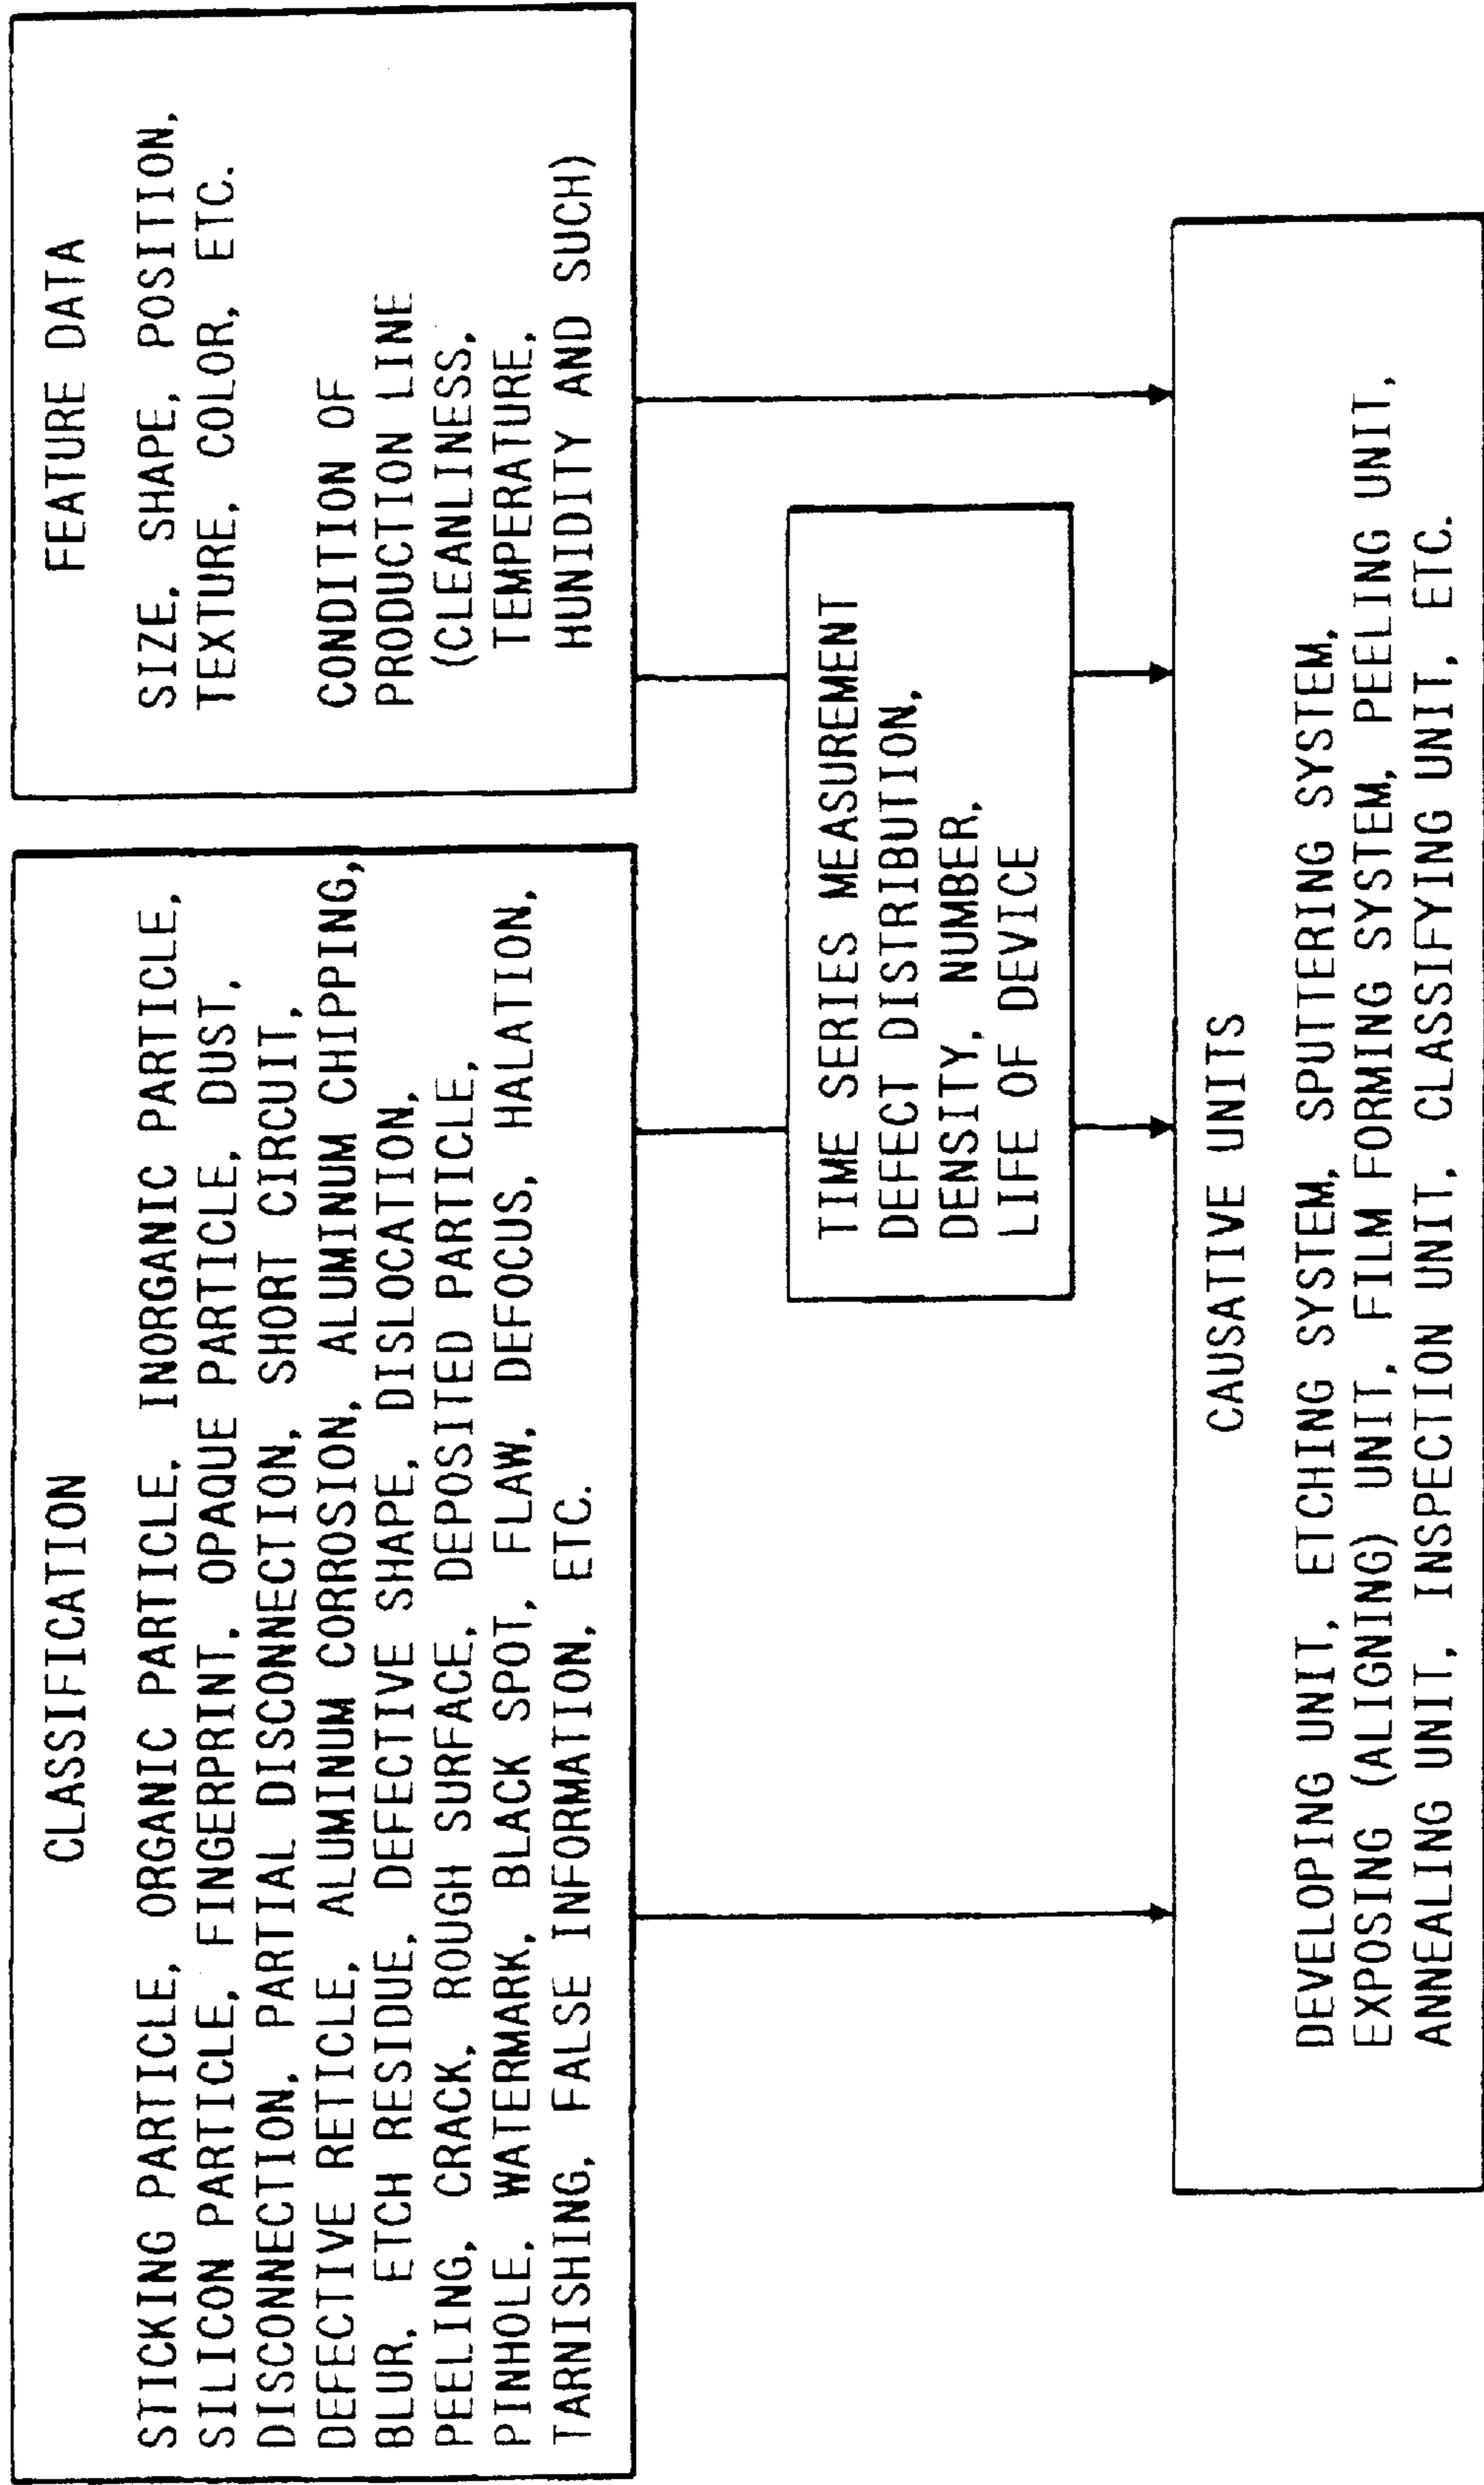 CLASSIFICATION
STICKING PARTICLE, ORGANIC PARTICLE, INORGANIC PARTICLE,
SILICON PARTICLE, FINGERPRINT, OPAQUE PARTICLE, DUST,
DISCONNECTION, PARTIAL DISCONNECTION, SHORT CIRCUIT,
DEFECTIVE RETICLE, ALUMINUM CORROSION, ALUMINUM CHIPPING,
BLUR, ETCH RESIDUE, DEFECTIVE SHAPE, DISLOCATION,
PEELING, CRACK, ROUGH SURFACE, DEPOSITED PARTICLE,
PINHOLE, WATERMARK, BLACK SPOT, FLAW, DEFOCUS, HALATION,
TARNISHING, FALSE INFORMATION, ETC.
FEATURE DATA
SIZE, SHAPE, POSITION,
TEXTURE, COLOR, ETC.
CONDITION OF
PRODUCTION LINE
(CLEANLINESS,
TEMPERATURE,
HUNIDITY AND SUCH)
TIME SERIES MEASUREMENT
DEFECT DISTRIBUTION,
DENSITY, NUMBER,
LIFE OF DEVICE
CAUSATIVE UNITS
DEVELOPING UNIT, ETCHING SYSTEM, SPUTTERING SYSTEM,
EXPOSING (ALIGNING) UNIT, FILM FORMING SYSTEM, PEELING UNIT,
ANNEALING UNIT, INSPECTION UNIT, CLASSIFYING UNIT, ETC.